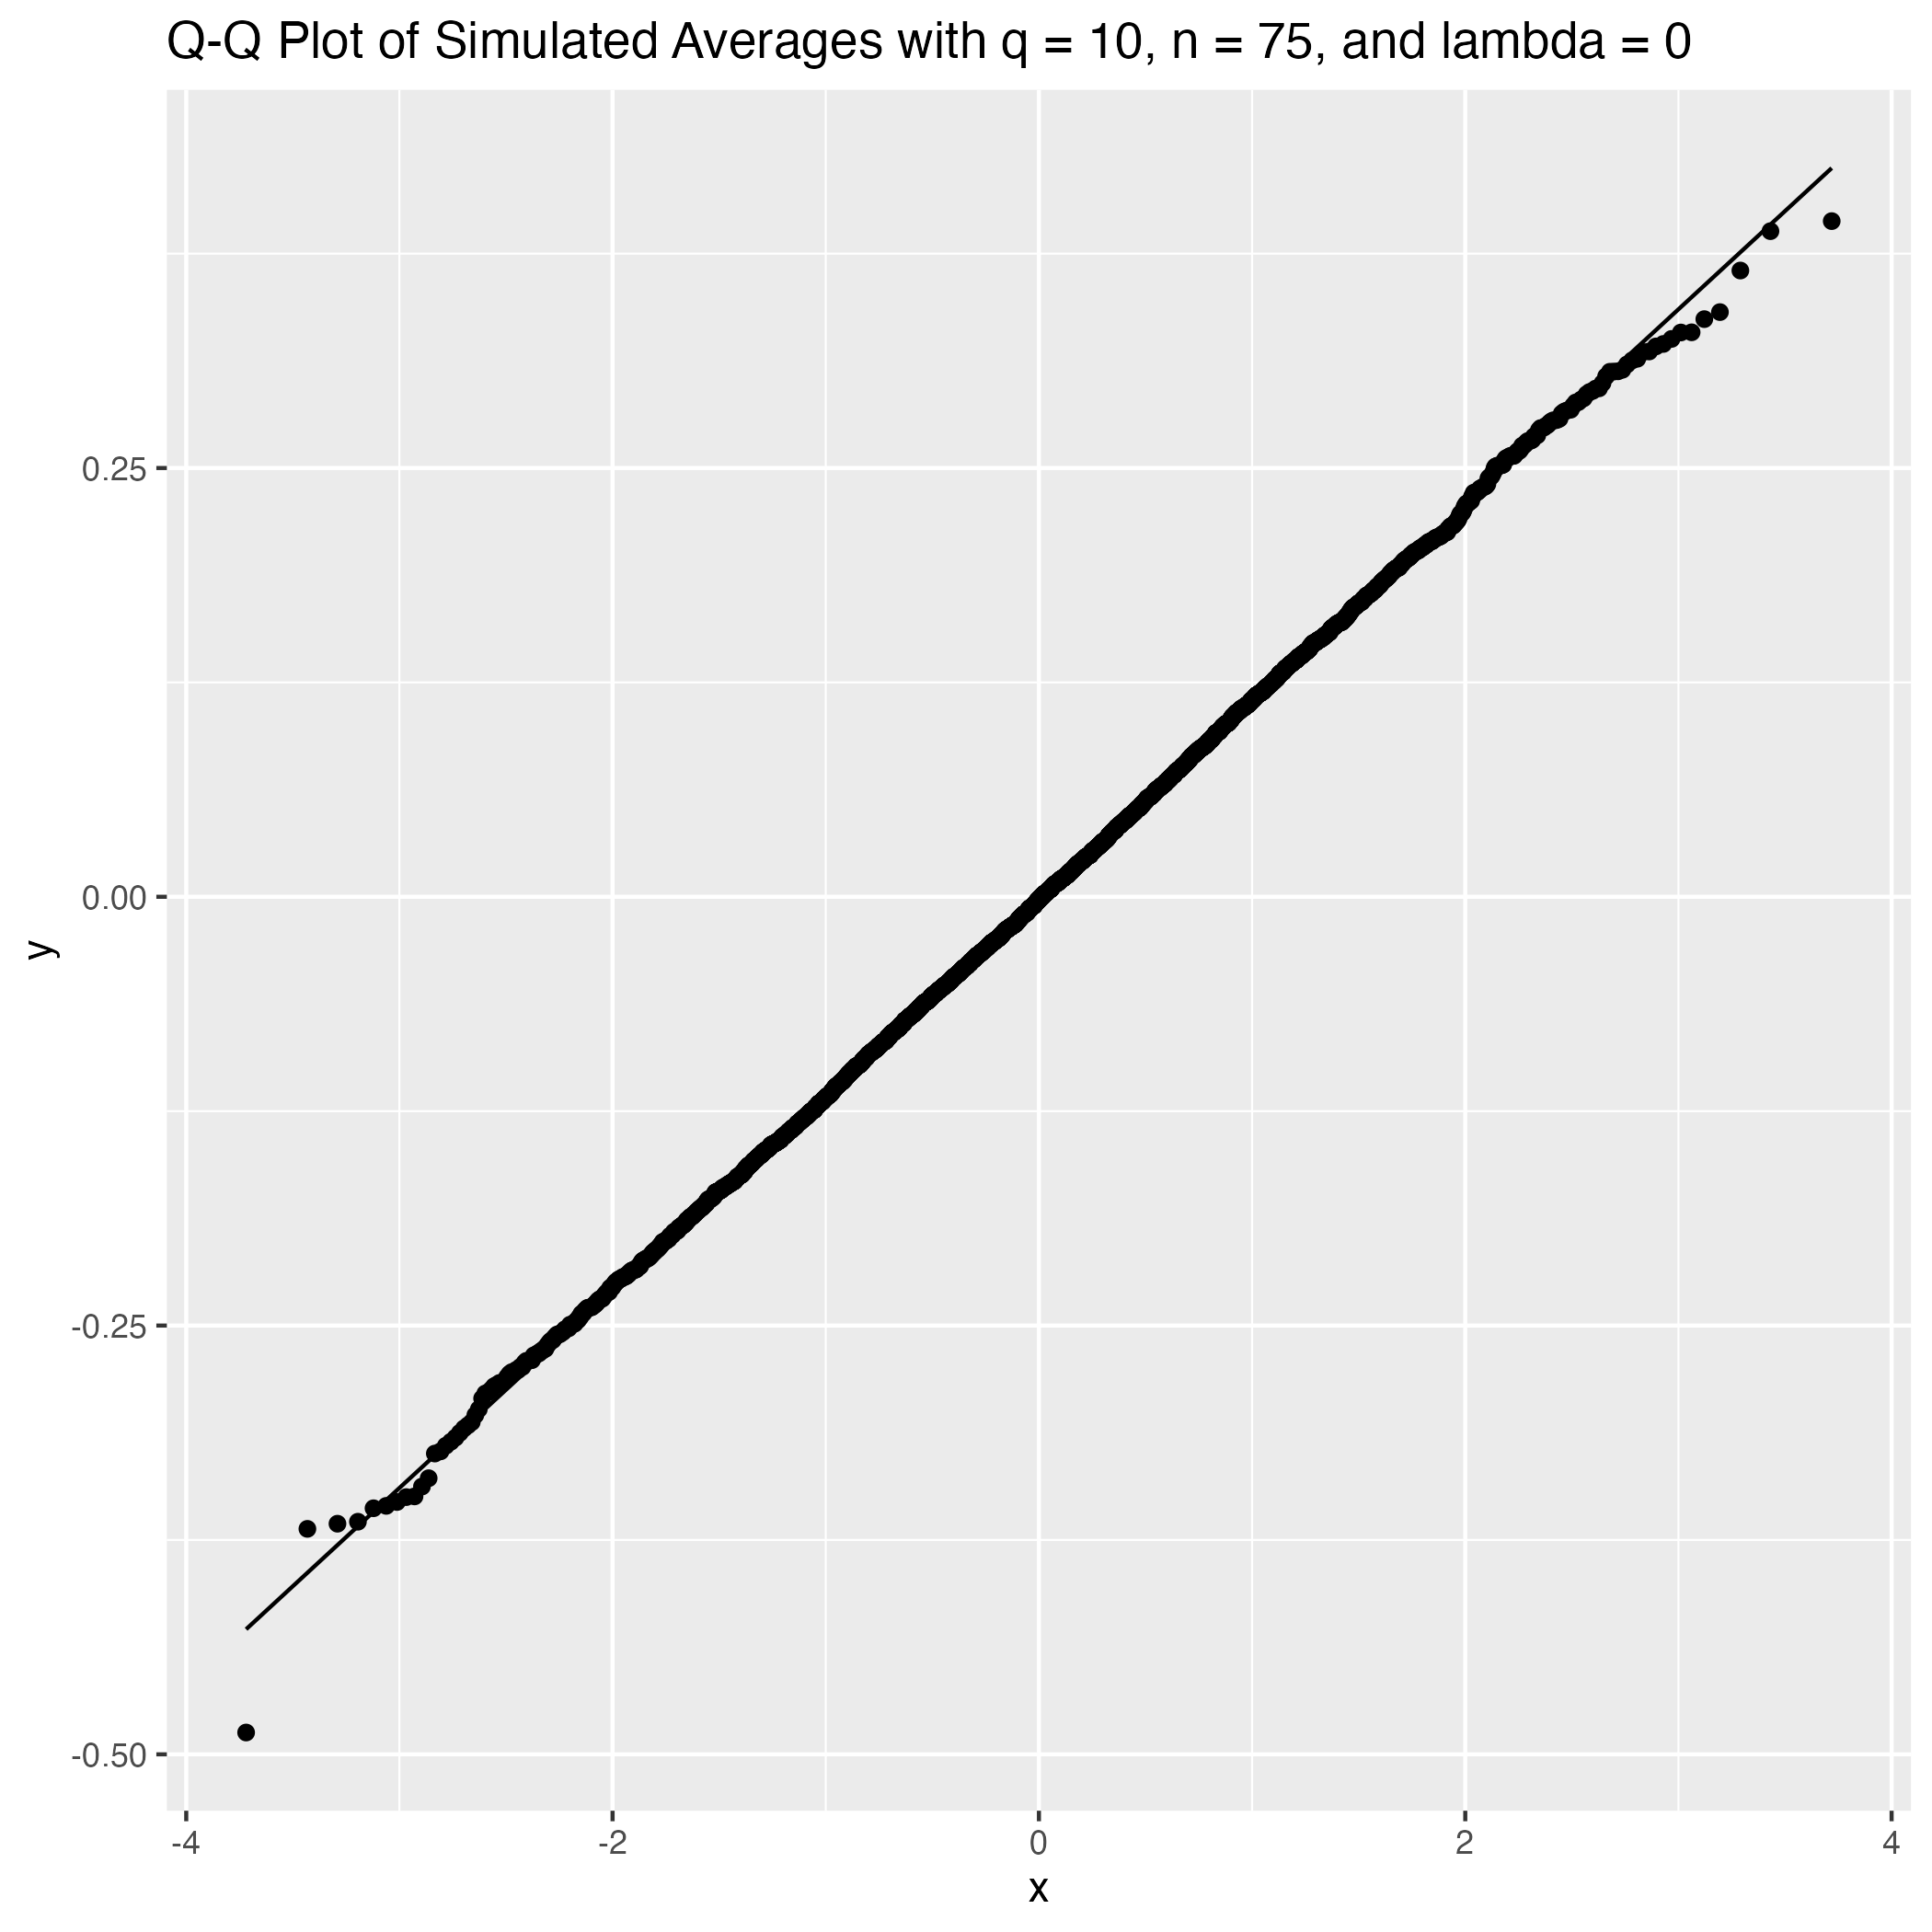 Q-Q Plot of Simulated Averages with q = 10, n = 75, and lambda = 0
0.25
0.00
-0.25
-0.50
y
-4 -2 0 2 4
x